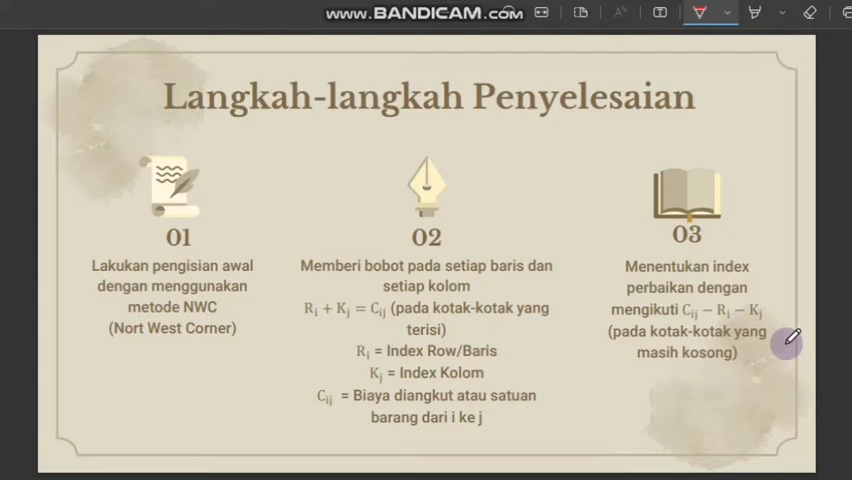 www.BANDICAM.com
Langkah-langkah Penyelesaian
01
Lakukan pengisian awal
dengan menggunakan
metode NWC
(Nort West Corner)
02
Memberi bobot pada setiap baris dan
setiap kolom
Rᵢ + Kⱼ = Cᵢⱼ (pada kotak-kotak yang
terisi)
Rᵢ = Index Row/Baris
Kⱼ = Index Kolom
Cᵢⱼ = Biaya diangkut atau satuan
barang dari i ke j
03
Menentukan index
perbaikan dengan
mengikuti Cᵢⱼ − Rᵢ − Kⱼ
(pada kotak-kotak yang
masih kosong)